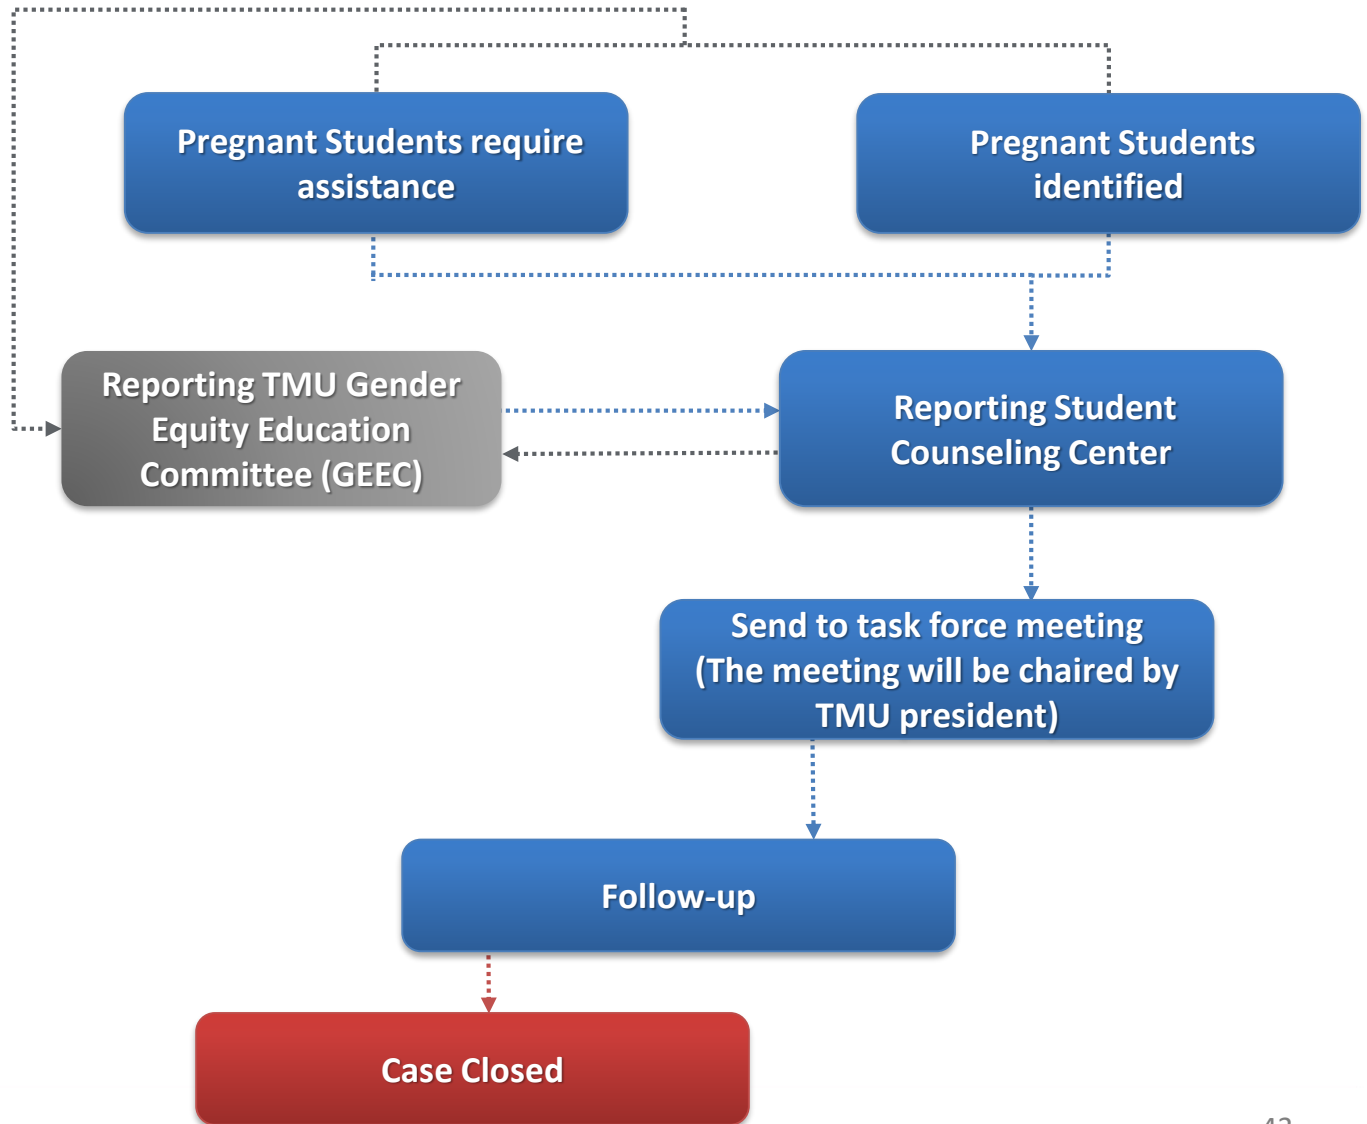 Pregnant Students require
assistance
Pregnant Students
identified
Reporting TMU Gender
Equity Education
Committee (GEEC)
Reporting Student
Counseling Center
Send to task force meeting
(The meeting will be chaired by
TMU president)
Follow-up
Case Closed